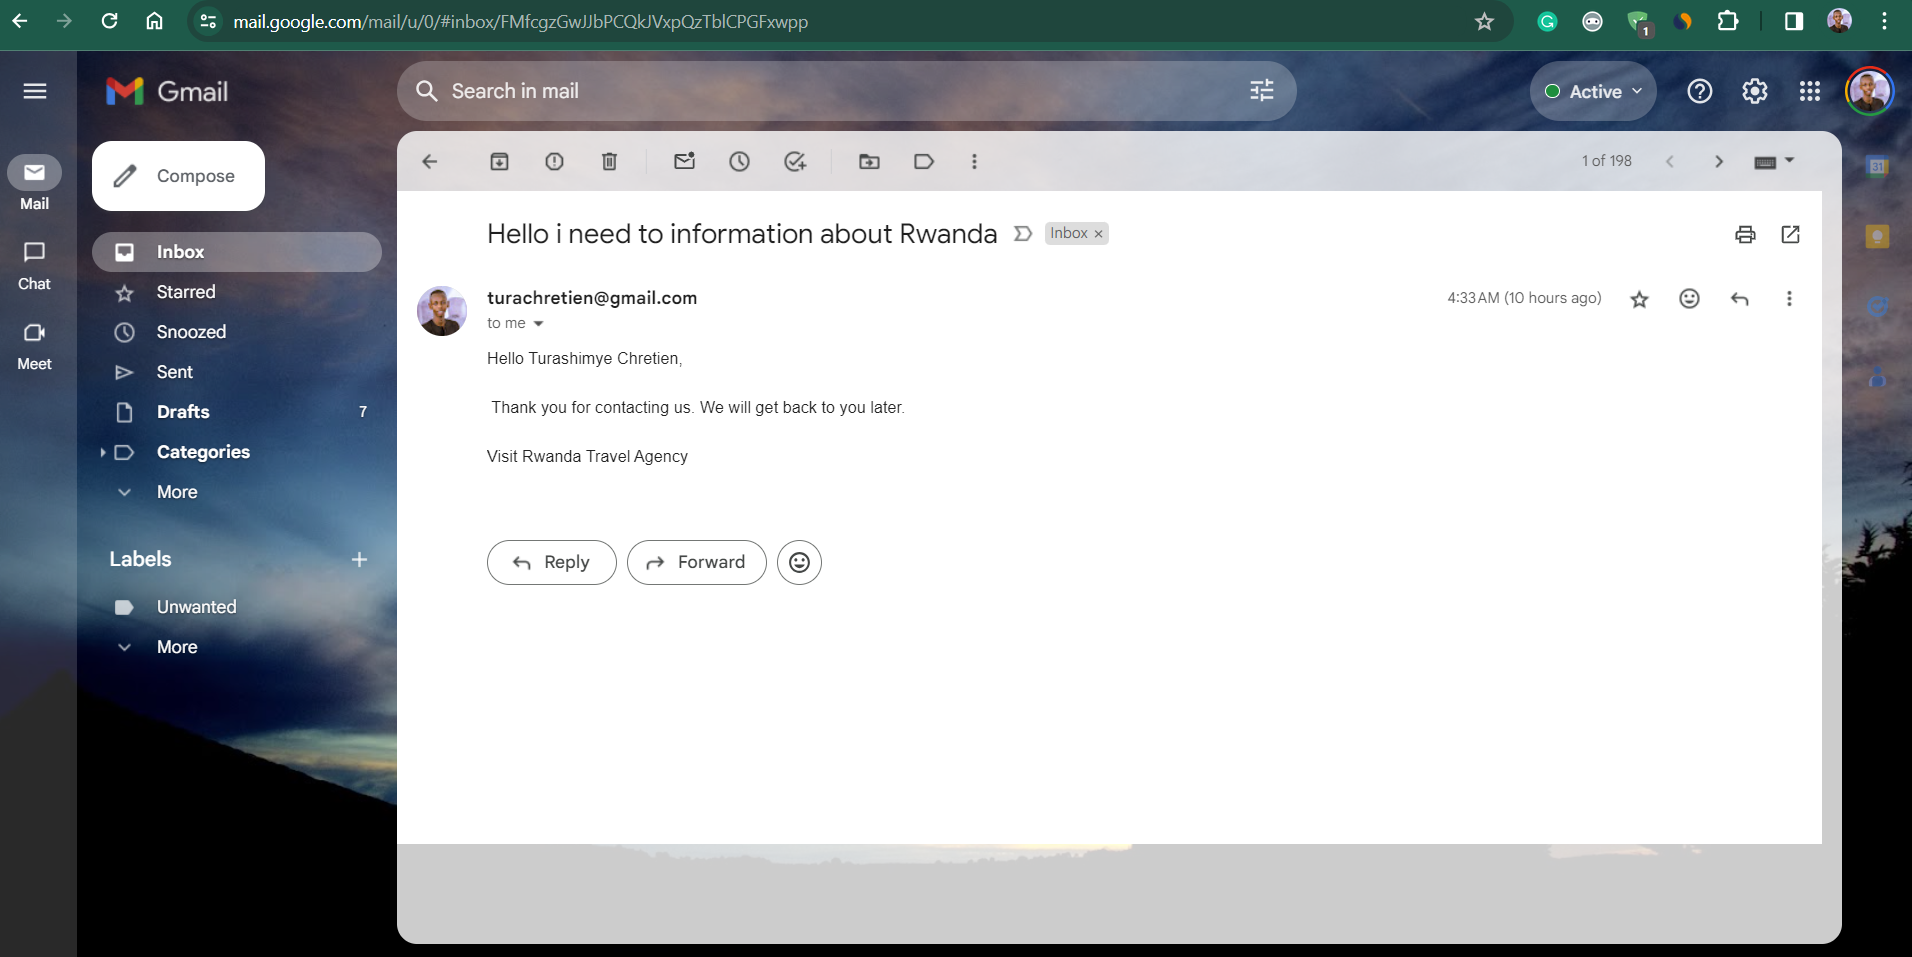 mail.google.com/mail/u/0/#inbox/FMfcgzGwJJbPCQkJVxpQzTblCPGFxwpp
1
Gmail
Search in mail
Active
Compose
1 of 198
31
Mail
Hello i need to information about Rwanda
Inbox ×
Inbox
Chat
Starred
turachretien@gmail.com
4:33 AM (10 hours ago)
to me
Snoozed
Meet
Hello Turashimye Chretien,
Sent
Thank you for contacting us. We will get back to you later.
Drafts 7
Visit Rwanda Travel Agency
Categories
More
Reply
Forward
Labels
Unwanted
More